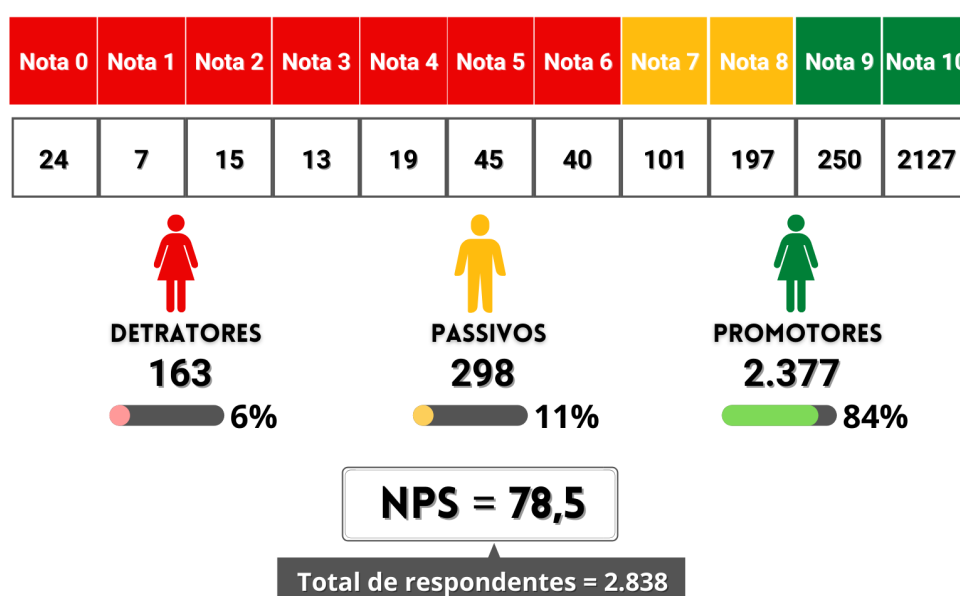 Nota 0 Nota 1 Nota 2 Nota 3 Nota 4 Nota 5 Nota 6 Nota 7 Nota 8 Nota 9 Nota 10
24 7 15 13 19 45 40 101 197 250 2127
DETRATORES PASSIVOS PROMOTORES
163 298 2.377
6% 11% 84%
NPS = 78,5
Total de respondentes = 2.838